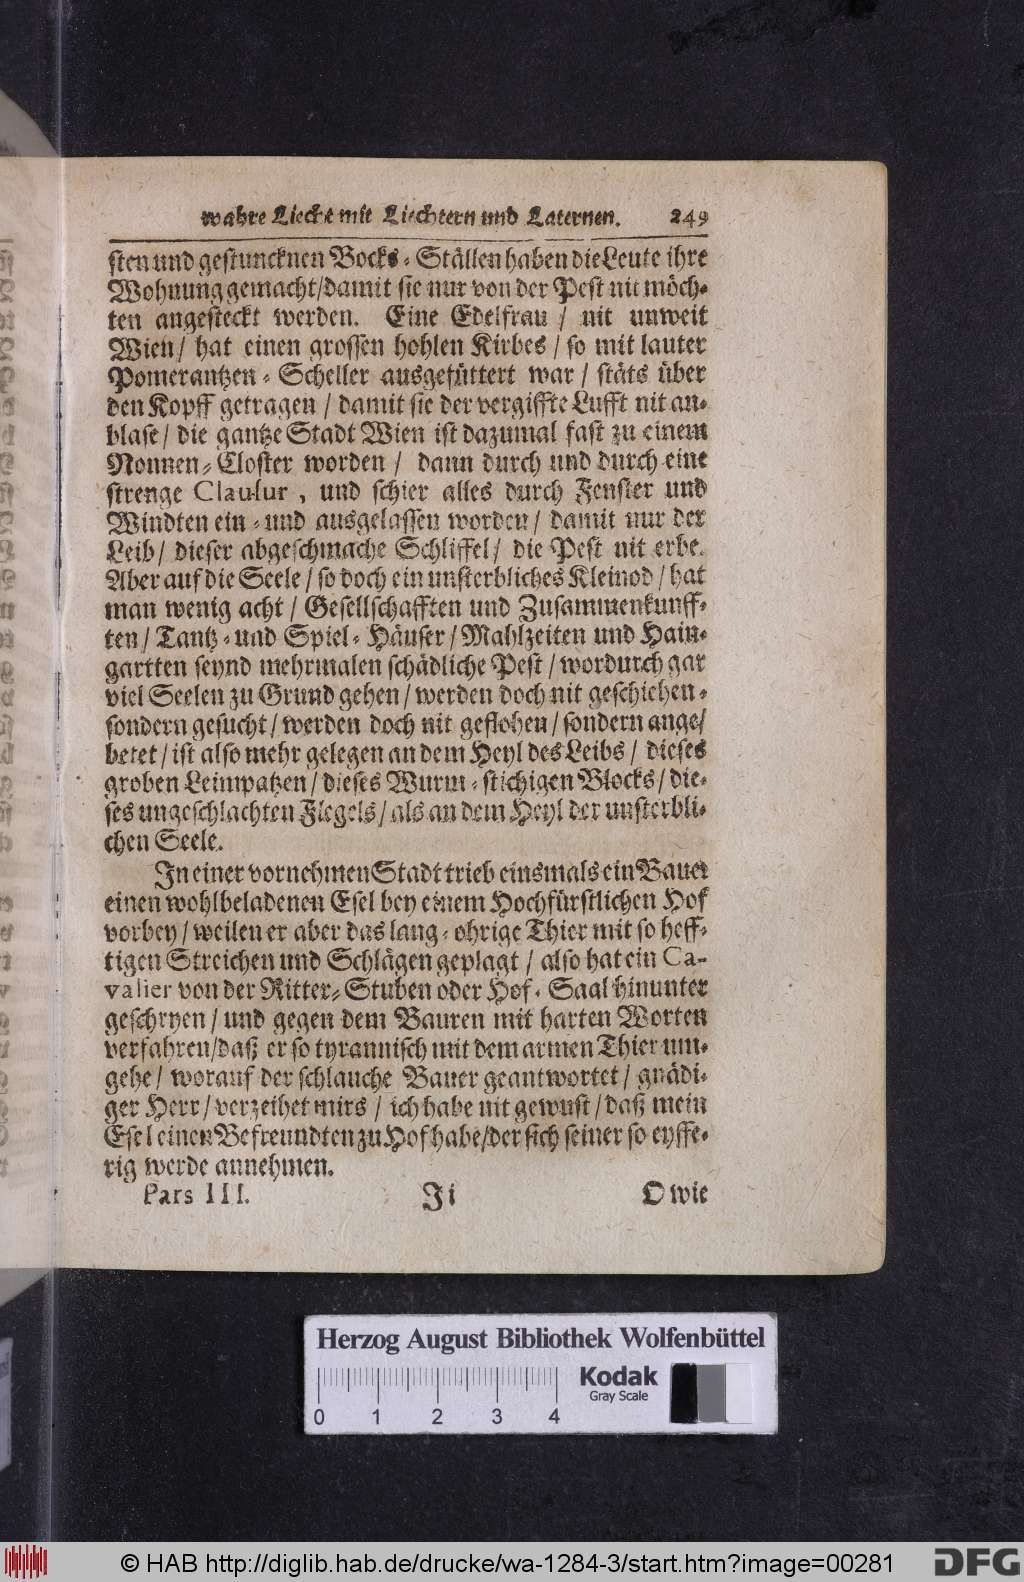 wahre Liecht mit Liechtern und Laternen. 249
sten und gestuncknen Bocks-Ställen haben die Leute ihre
Wohnung gemacht/damit sie nur von der Pest nit möch-
ten angesteckt werden. Eine Edelfrau / nit unweit
Wien/ hat einen grossen hohlen Kirbes / so mit lauter
Pomerantzen-Scheller ausgefüttert war / stäts über
den Kopff getragen / damit sie der vergiffte Lufft nit an-
blase/ die gantze Stadt Wien ist dazumal fast zu einem
Nonnen-Closter worden / dann durch und durch eine
strenge Clausur, und schier alles durch Fenster und
Windten ein-und ausgelassen worden/ damit nur der
Leib/ dieser abgeschmache Schliffel/ die Pest nit erbe.
Aber auf die Seele / so doch ein unsterbliches Kleinod / hat
man wenig acht / Gesellschafften und Zusammenkunff-
ten/ Tantz-und Spiel-Häuser/ Mahlzeiten und Hain-
gartten seynd mehrmalen schädliche Pest / wordurch gar
viel Seelen zu Grund gehen/ werden doch nit geschiehen-
sondern gesucht/ werden doch nit geflohen/ sondern ange/
betet / ist also mehr gelegen an dem Heyl des Leibs / dieses
groben Leimpatzen/ dieses Wurm-stichigen Blocks/ die-
ses ungeschlachten Flegels/ als an dem Heyl der unsterbli-
chen Seele.
In einer vornehmen Stadt trieb einsmals ein Bauer
einen wohlbeladenen Esel bey einem Hochfürstlichen Hof
vorbey/ weilen er aber das lang-ohrige Thier mit so heff-
tigen Streichen und Schlägen geplagt / also hat ein Ca-
valier von der Ritter-Stuben oder Hof-Saal hinunter
geschryen/ und gegen dem Bauren mit harten Worten
verfahren/daß er so tyrannisch mit dem armen Thier um-
gehe/ worauf der schlauche Bauer geantwortet/ gnädi-
ger Herr/ verzeihet mirs / ich habe nit gewust/ daß mein
Esel einen Befreundten zu Hof habe/der sich seiner so eyffe-
rig werde annehmen.
Pars III. Ji O wie
Herzog August Bibliothek Wolfenbüttel
Kodak
Gray Scale
0 1 2 3 4
© HAB http://diglib.hab.de/drucke/wa-1284-3/start.htm?image=00281
DFG